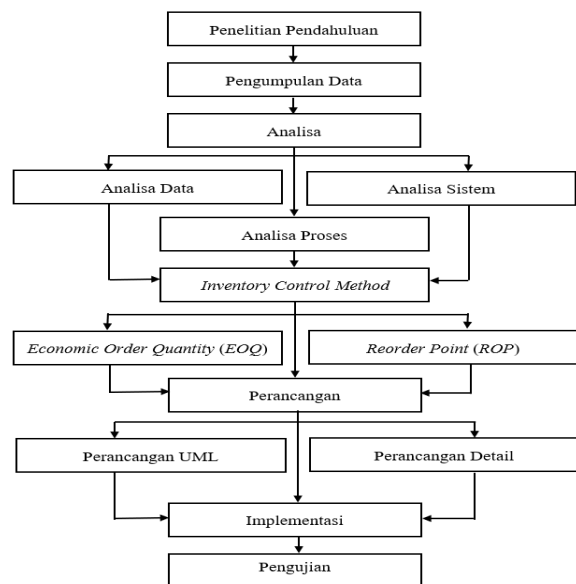 Penelitian Pendahuluan
Pengumpulan Data
Analisa
Analisa Data
Analisa Sistem
Analisa Proses
Inventory Control Method
Economic Order Quantity (EOQ)
Reorder Point (ROP)
Perancangan
Perancangan UML
Perancangan Detail
Implementasi
Pengujian